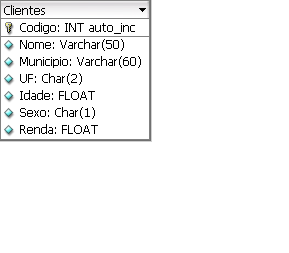 Clientes
Codigo: INT auto_inc
Nome: Varchar(50)
Municipio: Varchar(60)
UF: Char(2)
Idade: FLOAT
Sexo: Char(1)
Renda: FLOAT